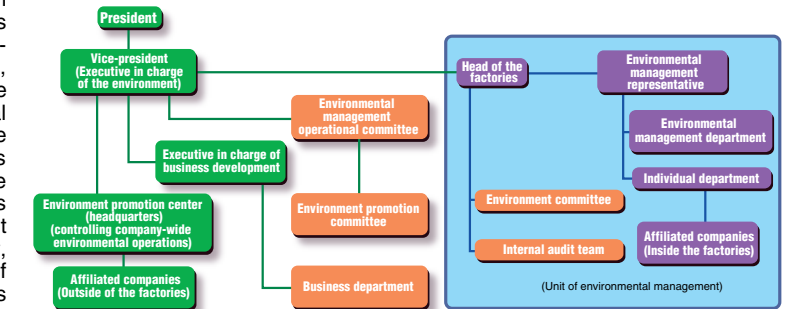 President
Vice-president
(Executive in charge
of the environment)
Head of the
factories
Environmental
management
representative
Environmental
management
operational committee
Environmental
management department
Executive in charge of
business development
Individual department
Environment promotion center
(headquarters)
(controlling company-wide
environmental operations)
Environment promotion
committee
Environment committee
Internal audit team
Affiliated companies
(Inside the factories)
Affiliated companies
(Outside of the factories)
Business department
(Unit of environmental management)